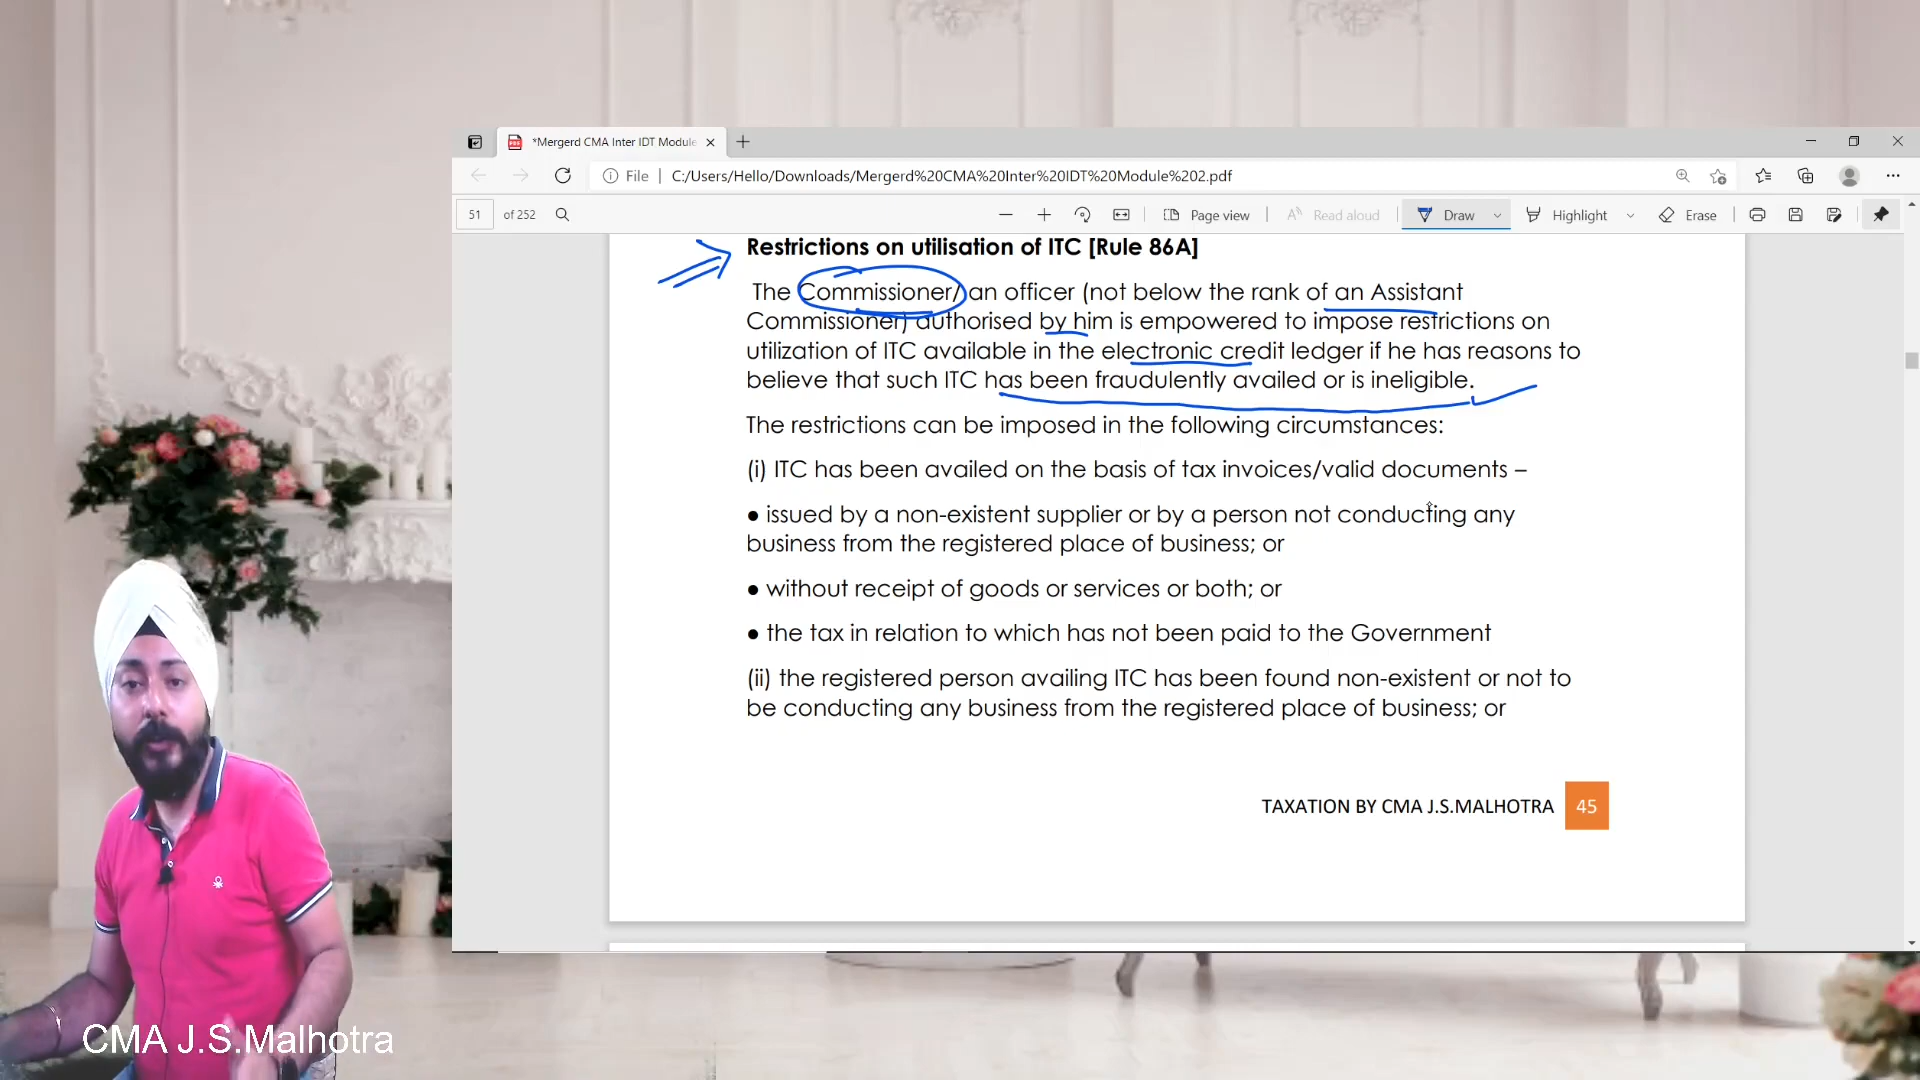 *Mergerd CMA Inter IDT Module
File
C:/Users/Hello/Downloads/Mergerd%20CMA%20Inter%20IDT%20Module%202.pdf
51 of 252
Page view
Read aloud
Draw
Highlight
Erase
Restrictions on utilisation of ITC [Rule 86A]
The Commissioner/ an officer (not below the rank of an Assistant
Commissioner) authorised by him is empowered to impose restrictions on
utilization of ITC available in the electronic credit ledger if he has reasons to
believe that such ITC has been fraudulently availed or is ineligible.
The restrictions can be imposed in the following circumstances:
(i) ITC has been availed on the basis of tax invoices/valid documents –
● issued by a non-existent supplier or by a person not conducting any
business from the registered place of business; or
● without receipt of goods or services or both; or
● the tax in relation to which has not been paid to the Government
(ii) the registered person availing ITC has been found non-existent or not to
be conducting any business from the registered place of business; or
TAXATION BY CMA J.S.MALHOTRA 45
CMA J.S.Malhotra